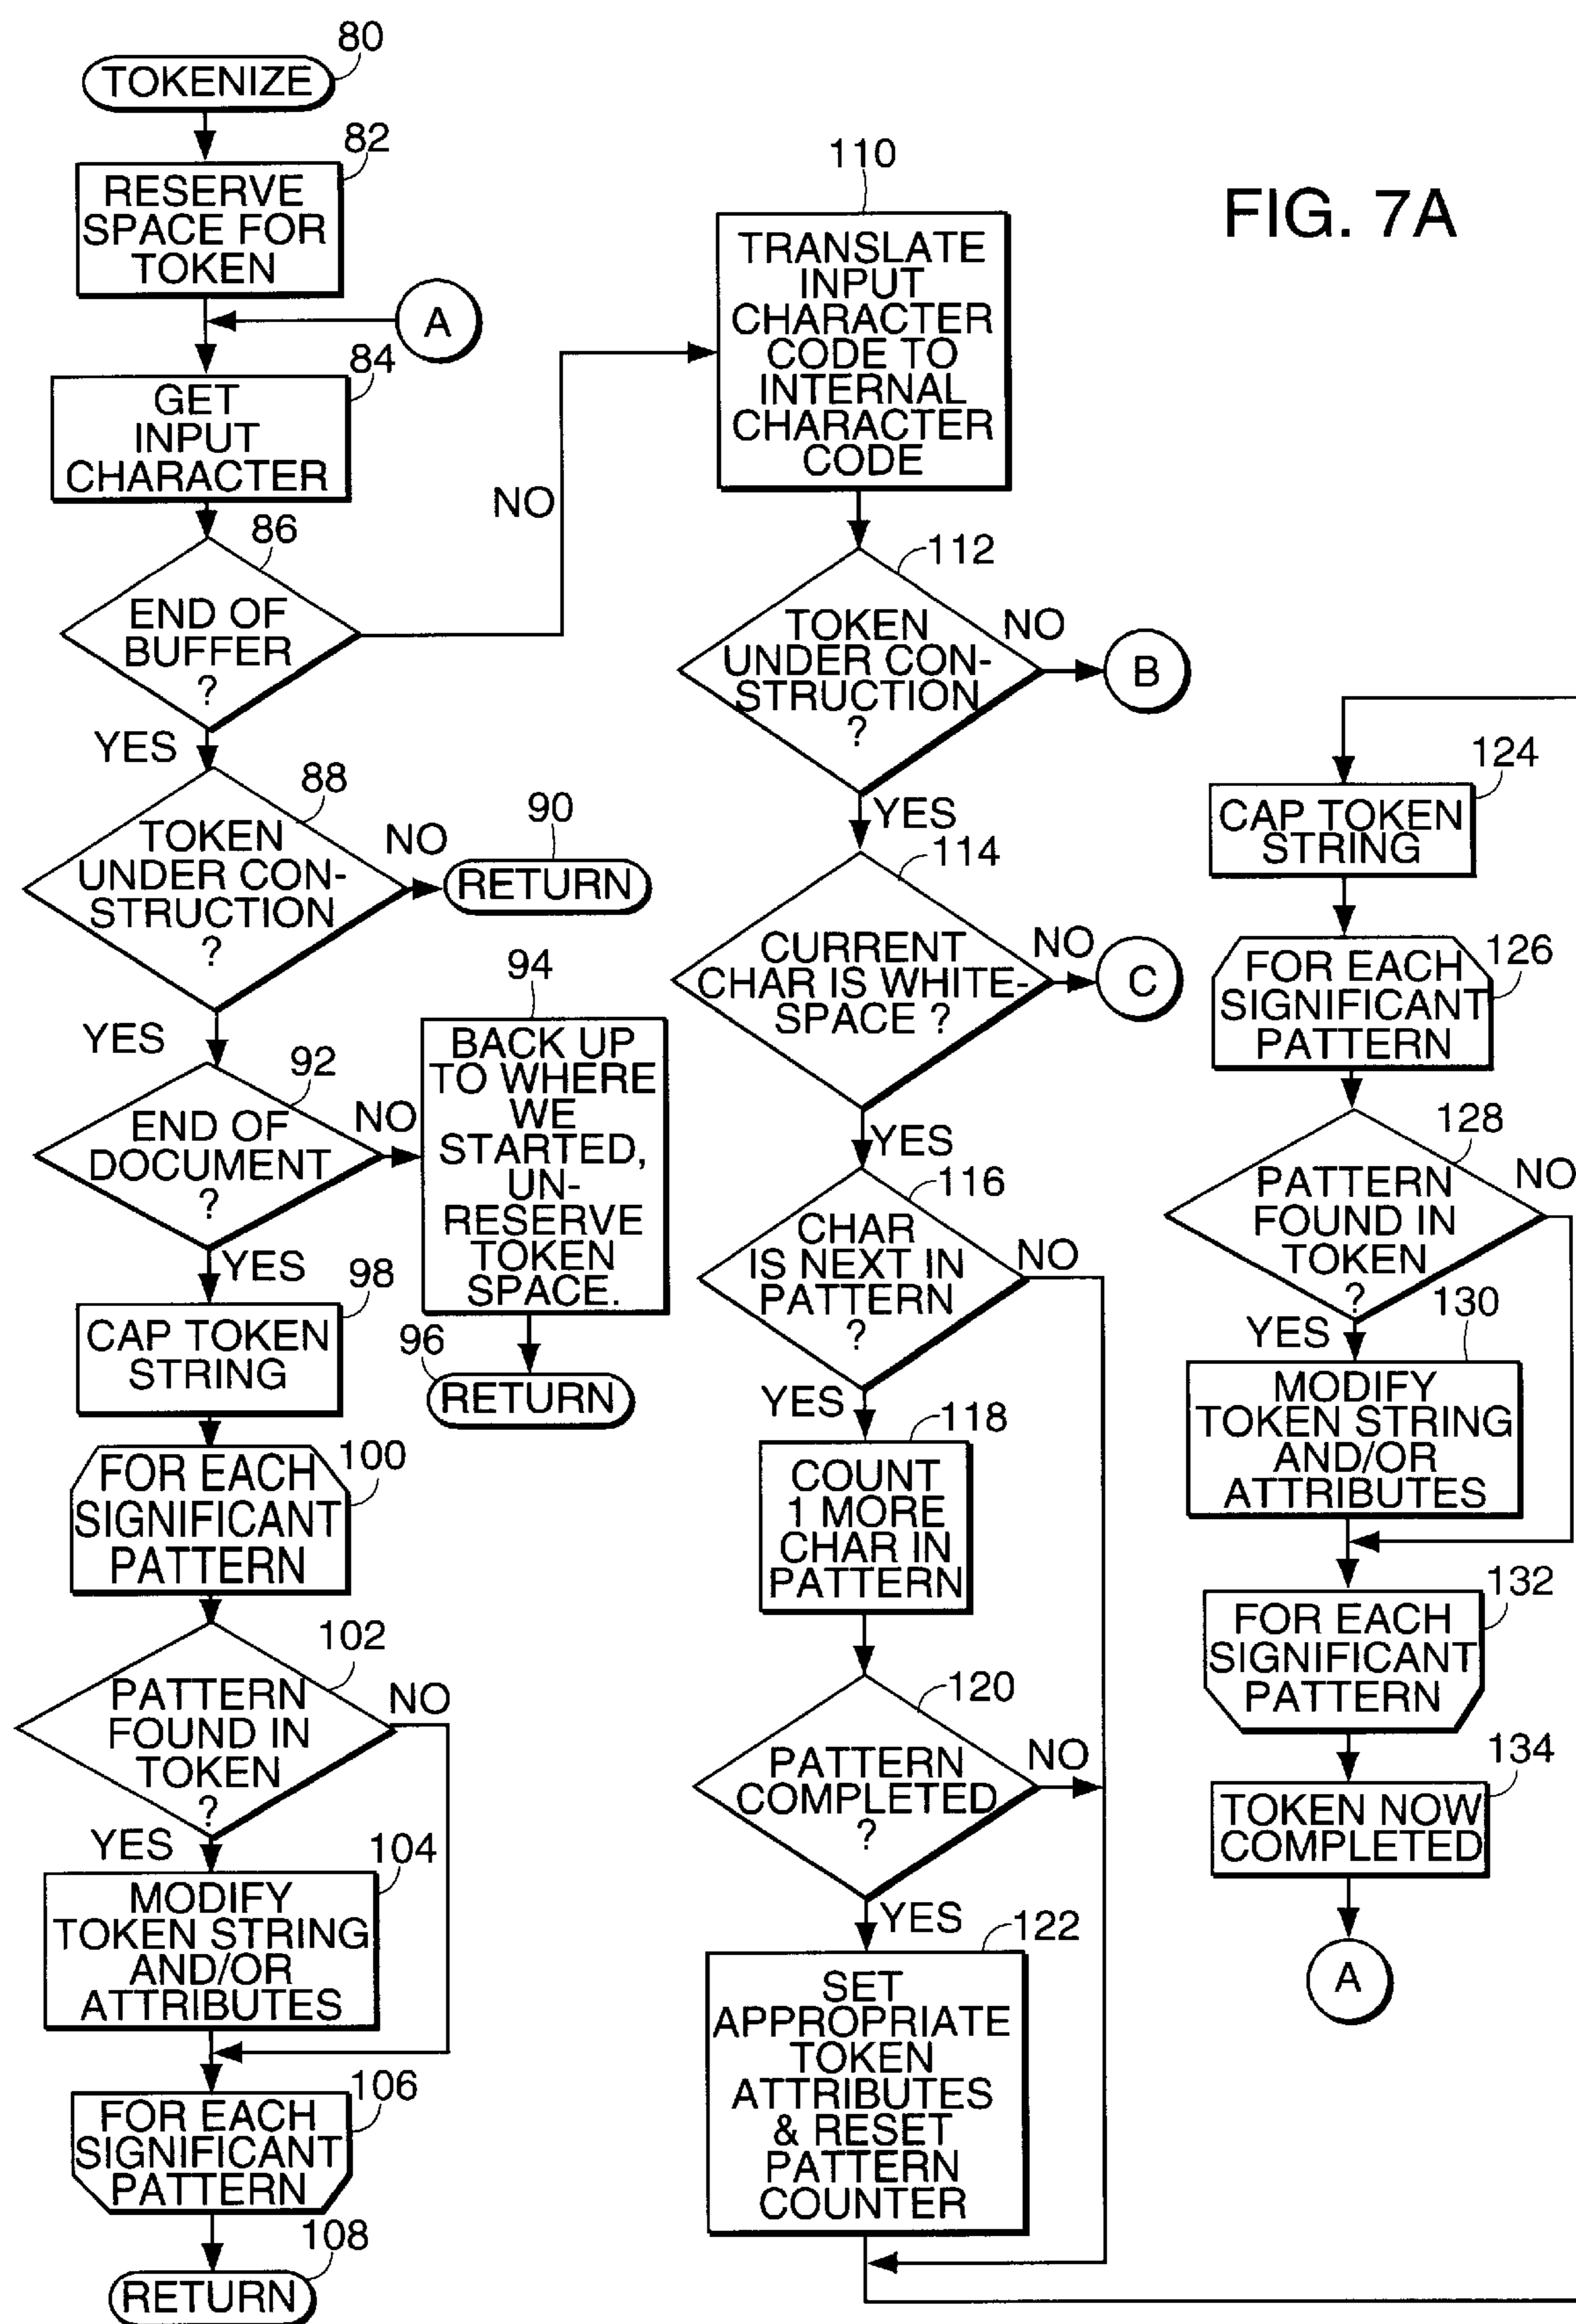 80
TOKENIZE
82
RESERVE
SPACE FOR
TOKEN
A
84
GET
INPUT
CHARACTER
86
END OF
BUFFER
?
NO
YES
88
TOKEN
UNDER CON-
STRUCTION
?
NO
90
RETURN
YES
92
END OF
DOCUMENT
?
NO
94
BACK UP
TO WHERE
WE
STARTED,
UN-
RESERVE
TOKEN
SPACE.
96
RETURN
YES
98
CAP TOKEN
STRING
100
FOR EACH
SIGNIFICANT
PATTERN
102
PATTERN
FOUND IN
TOKEN
?
NO
YES
104
MODIFY
TOKEN STRING
AND/OR
ATTRIBUTES
106
FOR EACH
SIGNIFICANT
PATTERN
108
RETURN
110
TRANSLATE
INPUT
CHARACTER
CODE TO
INTERNAL
CHARACTER
CODE
112
TOKEN
UNDER CON-
STRUCTION
?
NO
B
YES
114
CURRENT
CHAR IS WHITE-
SPACE ?
NO
C
YES
116
CHAR
IS NEXT IN
PATTERN
?
NO
YES
118
COUNT
1 MORE
CHAR IN
PATTERN
120
PATTERN
COMPLETED
?
NO
YES
122
SET
APPROPRIATE
TOKEN
ATTRIBUTES
& RESET
PATTERN
COUNTER
FIG. 7A
124
CAP TOKEN
STRING
126
FOR EACH
SIGNIFICANT
PATTERN
128
PATTERN
FOUND IN
TOKEN
?
NO
YES
130
MODIFY
TOKEN STRING
AND/OR
ATTRIBUTES
132
FOR EACH
SIGNIFICANT
PATTERN
134
TOKEN NOW
COMPLETED
A